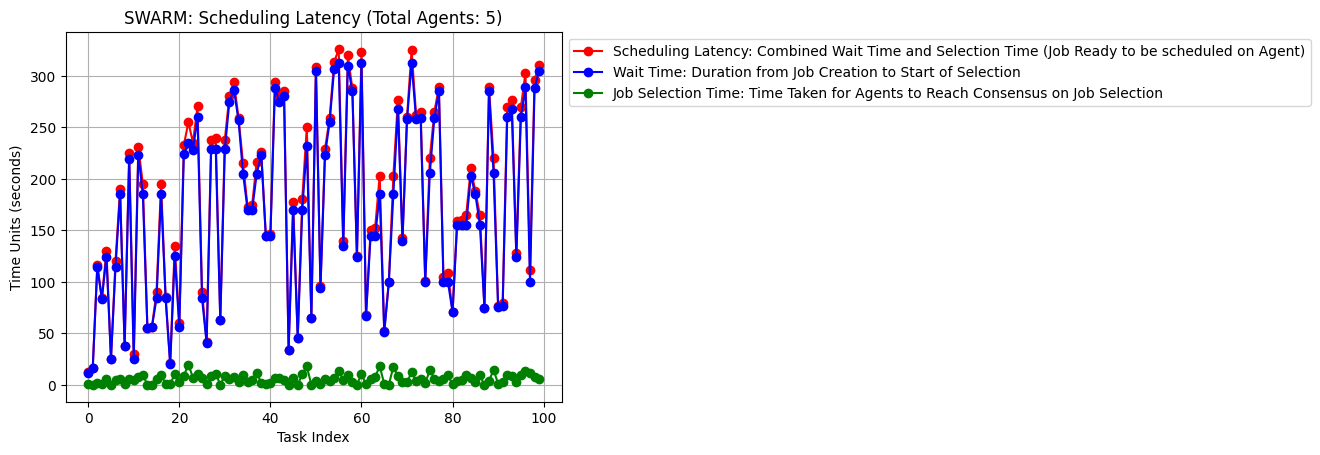 SWARM: Scheduling Latency (Total Agents: 5)
Scheduling Latency: Combined Wait Time and Selection Time (Job Ready to be scheduled on Agent)
Wait Time: Duration from Job Creation to Start of Selection
Job Selection Time: Time Taken for Agents to Reach Consensus on Job Selection
Time Units (seconds)
300
250
200
150
100
50
0
0 20 40 60 80 100
Task Index